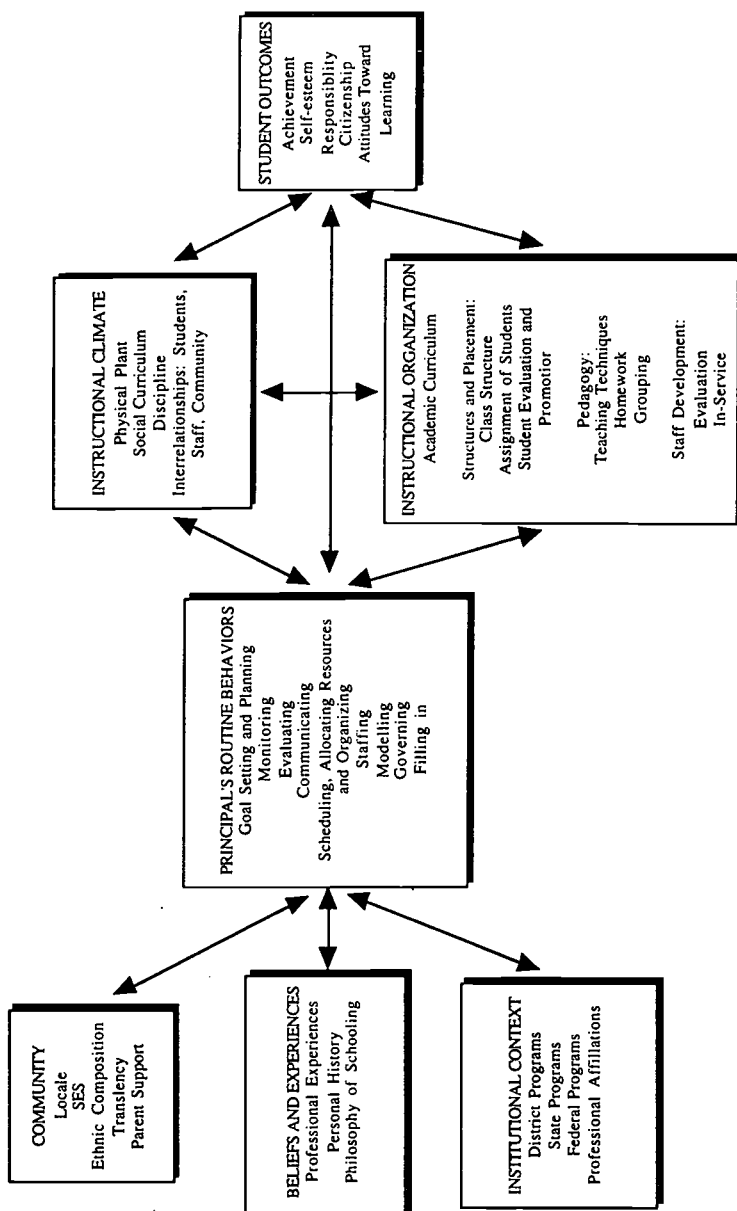 COMMUNITY
Locale
SES
Ethnic Composition
Translency
Parent Support
BELIEFS AND EXPERIENCES
Professional Experiences
Personal History
Philosophy of Schooling
INSTITUTIONAL CONTEXT
District Programs
State Programs
Federal Programs
Professional Affillations
PRINCIPAL'S ROUTINE BEHAVIORS
Goal Setting and Planning
Monitoring
Evaluating
Communicating
Scheduling, Allocating Resources
and Organizing
Staffing
Modelling
Governing
Filling in
INSTRUCTIONAL CLIMATE
Physical Plant
Social Curriculum
Discipline
Interrelationships: Students,
Staff, Community
INSTRUCTIONAL ORGANIZATION
Academic Curriculum
Structures and Placement:
Class Structure
Assignment of Students
Student Evaluation and
Promotior
Pedagogy:
Teaching Techniques
Homework
Grouping
Staff Development:
Evaluation
In-Service
STUDENT OUTCOMES
Achievement
Self-esteem
Responsiblity
Citizenship
Attitudes Toward
Learning